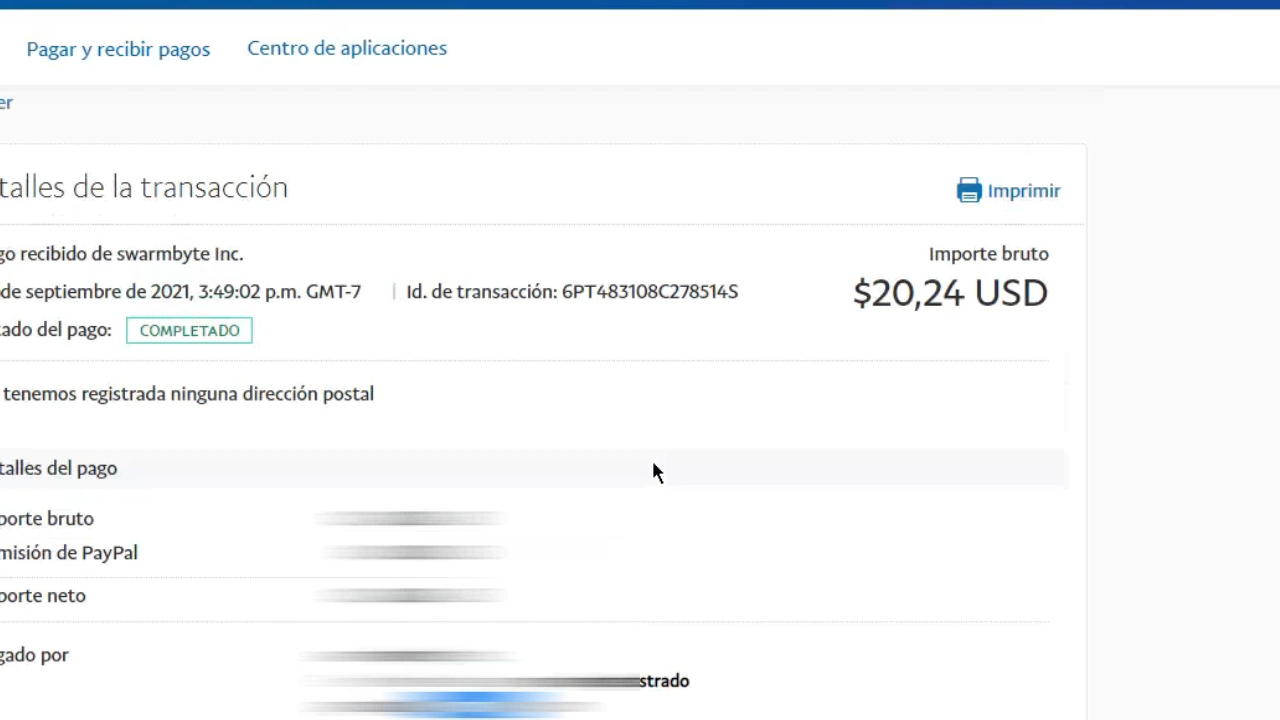 Pagar y recibir pagos Centro de aplicaciones
er
talles de la transacción
Imprimir
go recibido de swarmbyte Inc.
Importe bruto
de septiembre de 2021, 3:49:02 p.m. GMT-7 | Id. de transacción: 6PT483108C278514S
$20,24 USD
tado del pago: COMPLETADO
tenemos registrada ninguna dirección postal
talles del pago
porte bruto
misión de PayPal
porte neto
gado por
strado